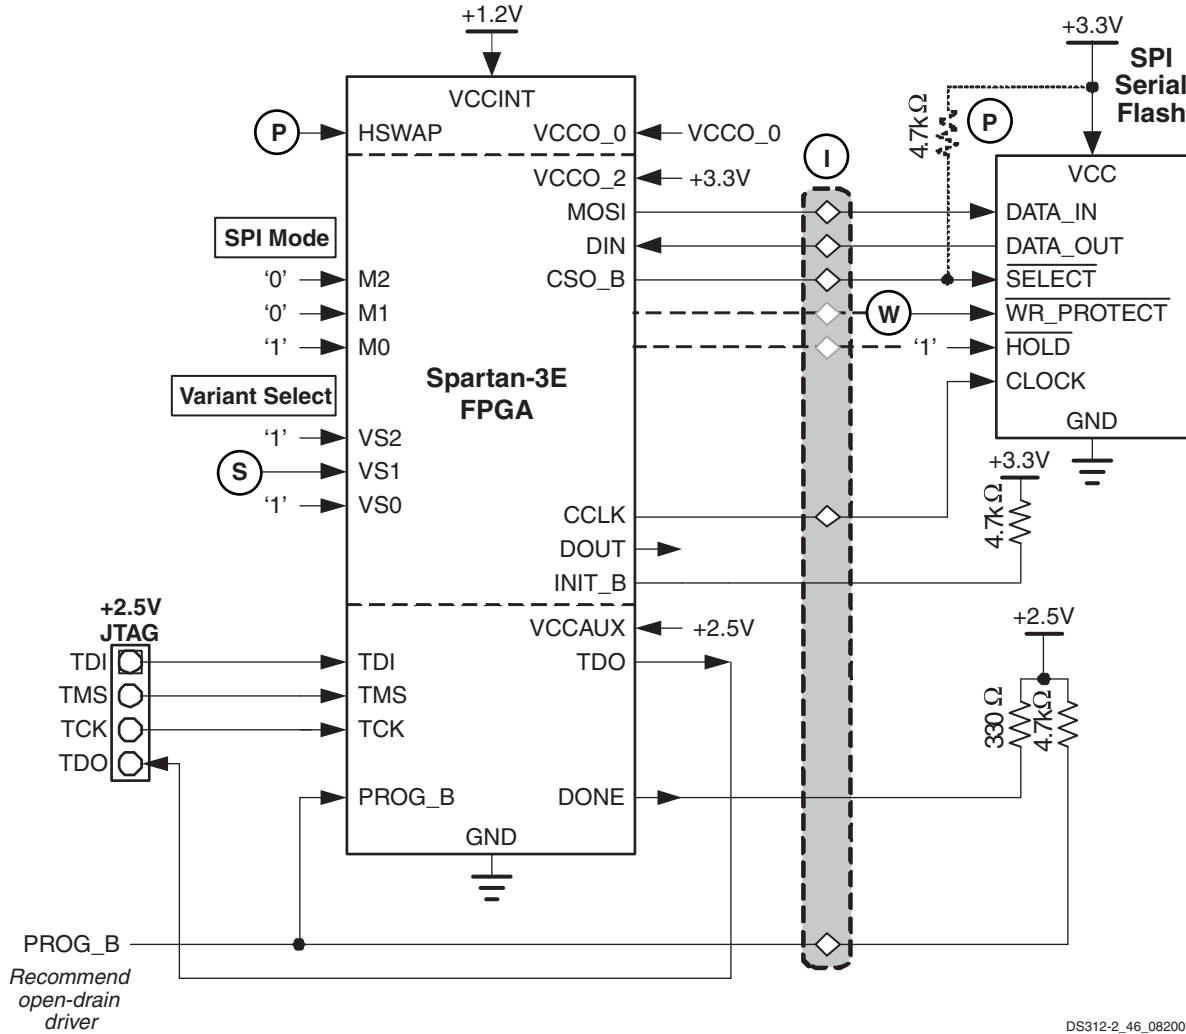 +1.2V
+3.3V
SPI
Serial
Flash
4.7kΩ
P
VCCINT
P
HSWAP
VCCO_0
VCCO_0
I
VCC
VCCO_2
+3.3V
MOSI
DATA_IN
SPI Mode
DIN
DATA_OUT
'0'
M2
CSO_B
SELECT
'0'
M1
W
WR_PROTECT
'1'
M0
'1'
HOLD
Spartan-3E
FPGA
CLOCK
Variant Select
GND
'1'
VS2
S
VS1
+3.3V
'1'
VS0
CCLK
4.7kΩ
DOUT
INIT_B
+2.5V
JTAG
VCCAUX
+2.5V
+2.5V
TDI
TDI
TDO
TMS
TMS
TCK
TCK
330 Ω
4.7kΩ
TDO
PROG_B
DONE
GND
PROG_B
Recommend
open-drain
driver
DS312-2_46_08200